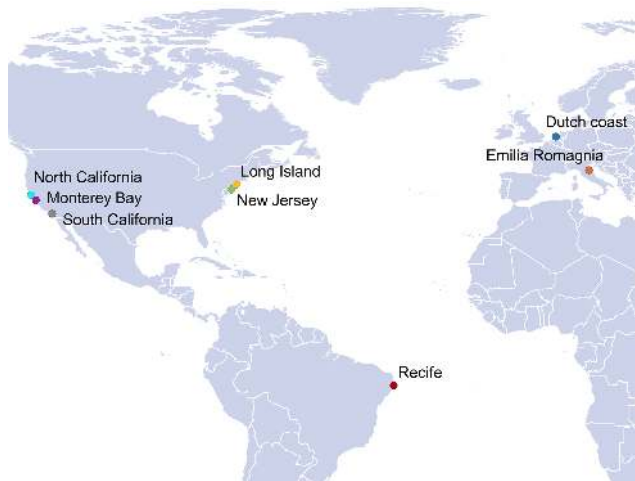 Dutch coast
Emilia Romagnia
Long Island
North California
Monterey Bay
New Jersey
South California
Recife